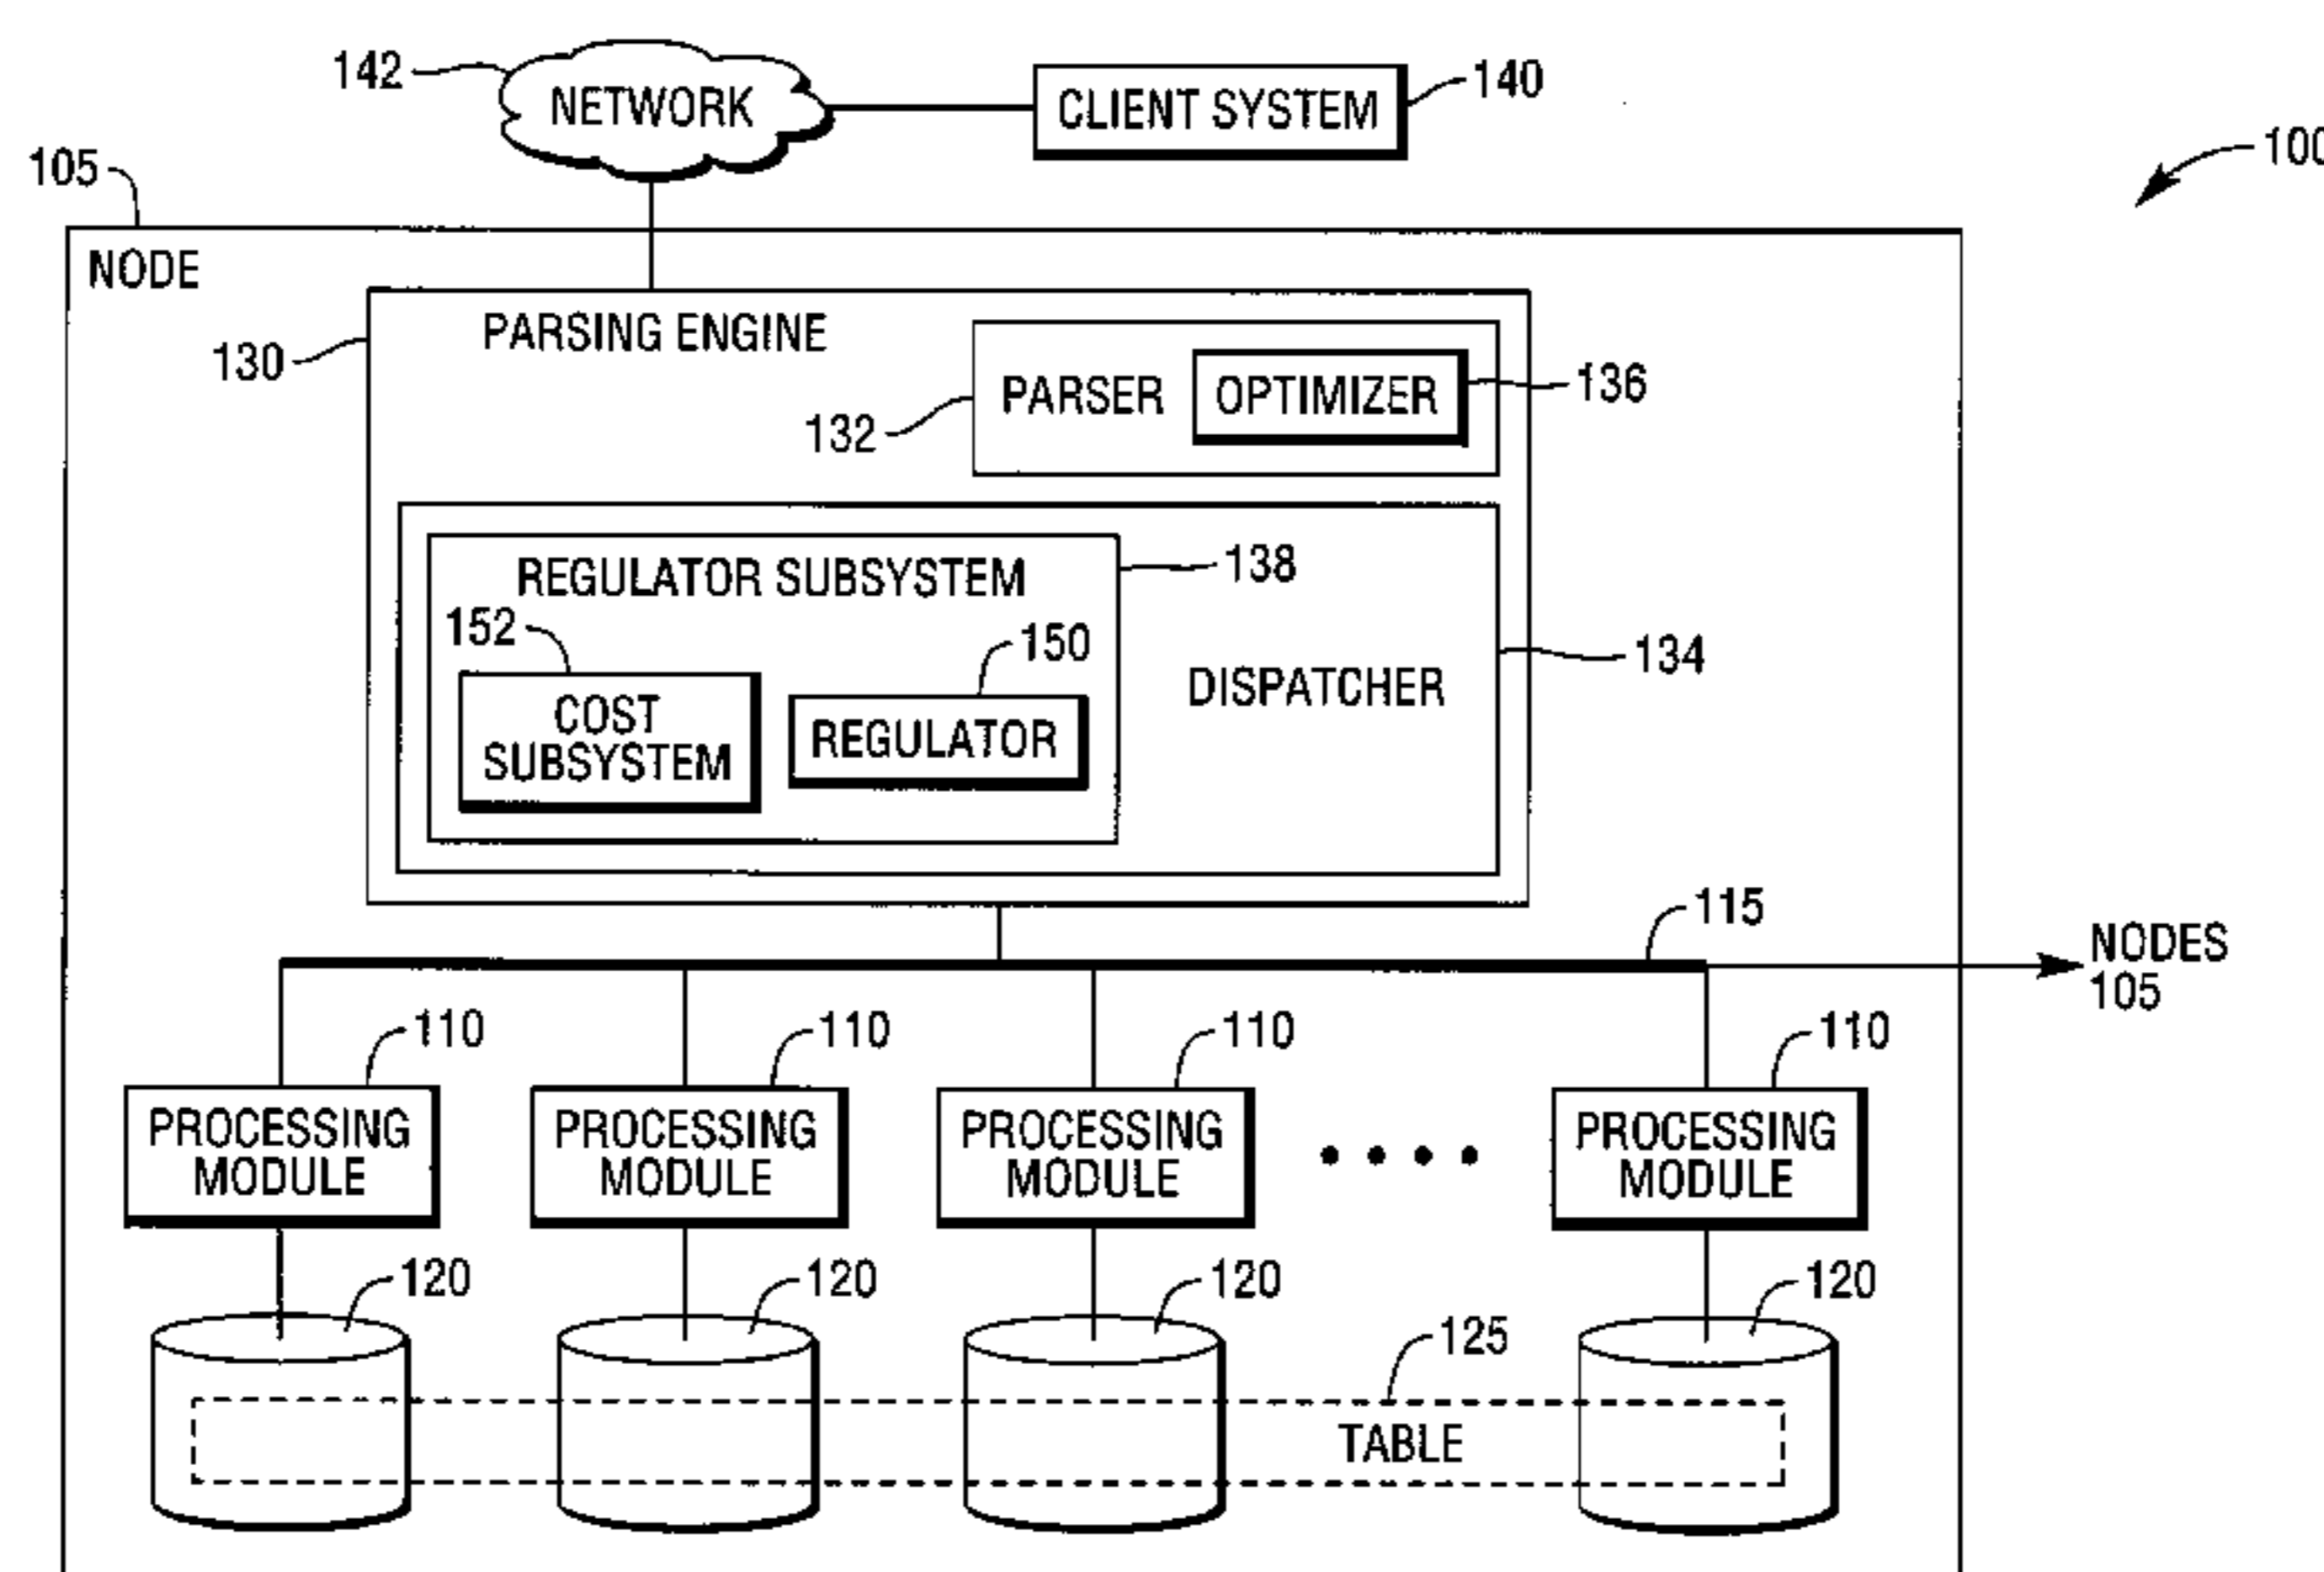 142
NETWORK
CLIENT SYSTEM
140
100
105
NODE
130
PARSING ENGINE
132
PARSER
OPTIMIZER
136
REGULATOR SUBSYSTEM
138
152
150
COST
SUBSYSTEM
REGULATOR
DISPATCHER
134
115
NODES
105
110
110
110
110
PROCESSING
MODULE
PROCESSING
MODULE
PROCESSING
MODULE
PROCESSING
MODULE
120
120
120
120
125
TABLE